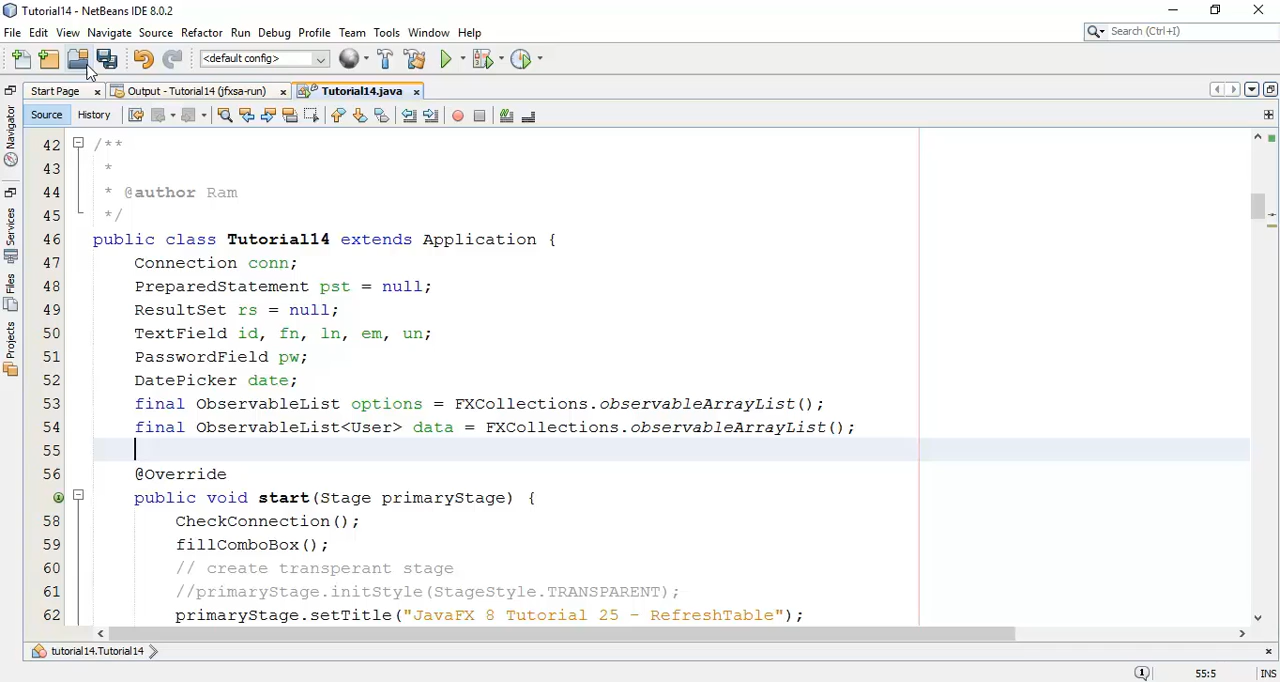 Tutorial14 - NetBeans IDE 8.0.2
File Edit View Navigate Source Refactor Run Debug Profile Team Tools Window Help
Search (Ctrl+I)
<default config>
Start Page Output - Tutorial14 (jfxsa-run) Tutorial14.java
Source History
Navigator
Services
Files
Projects
42 /**
43 *
44 * @author Ram
45 */
46 public class Tutorial14 extends Application {
47 Connection conn;
48 PreparedStatement pst = null;
49 ResultSet rs = null;
50 TextField id, fn, ln, em, un;
51 PasswordField pw;
52 DatePicker date;
53 final ObservableList options = FXCollections.observableArrayList();
54 final ObservableList<User> data = FXCollections.observableArrayList();
55
56 @Override
public void start(Stage primaryStage) {
58 CheckConnection();
59 fillComboBox();
60 // create transperant stage
61 //primaryStage.initStyle(StageStyle.TRANSPARENT);
62 primaryStage.setTitle("JavaFX 8 Tutorial 25 - RefreshTable");
tutorial14.Tutorial14
1 55:5 INS